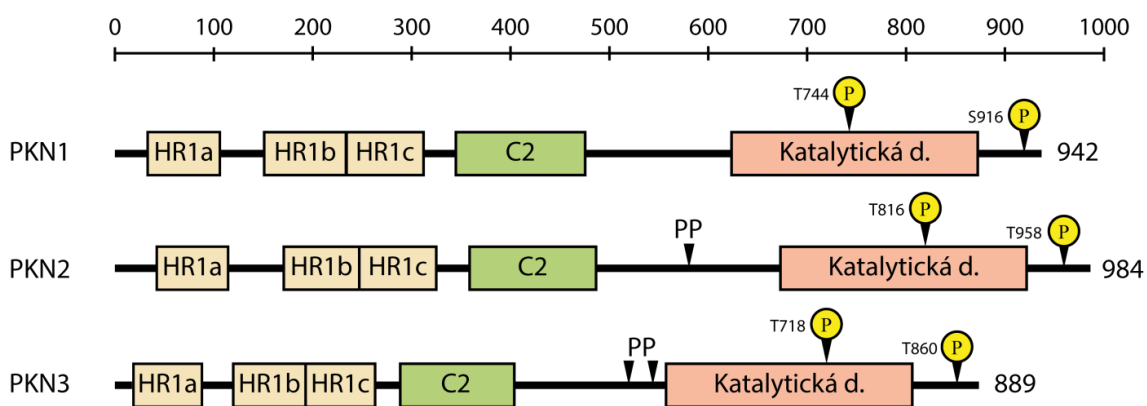 0 100 200 300 400 500 600 700 800 900 1000
T744 P
S916 P
PKN1 HR1a HR1b HR1c C2 Katalytická d. 942
T816 P
T958 P
PP
PKN2 HR1a HR1b HR1c C2 Katalytická d. 984
T718 P
T860 P
PP
PKN3 HR1a HR1b HR1c C2 Katalytická d. 889